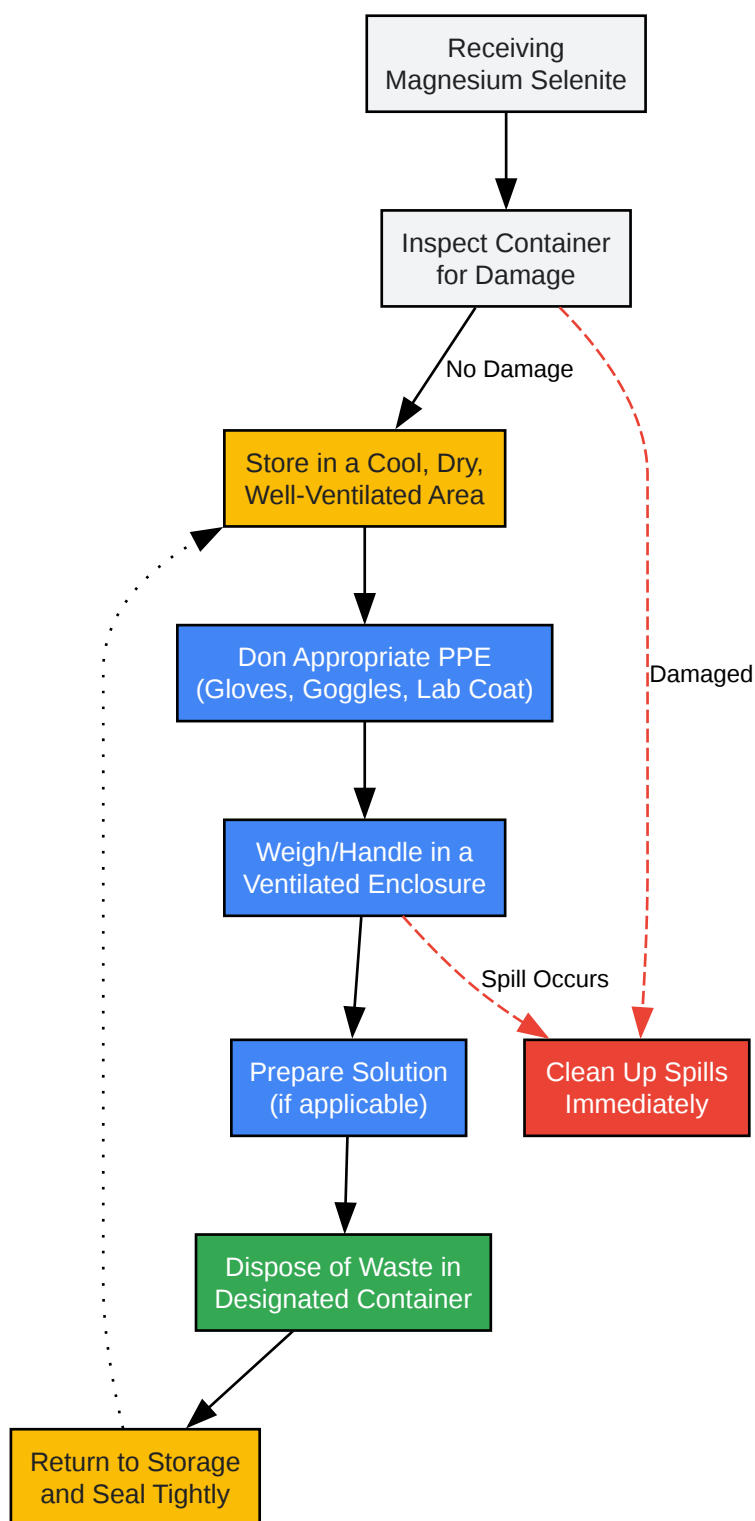 Receiving
Magnesium Selenite
Inspect Container
for Damage
No Damage
Store in a Cool, Dry,
Well-Ventilated Area
Don Appropriate PPE
(Gloves, Goggles, Lab Coat)
Damaged
Weigh/Handle in a
Ventilated Enclosure
Spill Occurs
Prepare Solution
(if applicable)
Clean Up Spills
Immediately
Dispose of Waste in
Designated Container
Return to Storage
and Seal Tightly